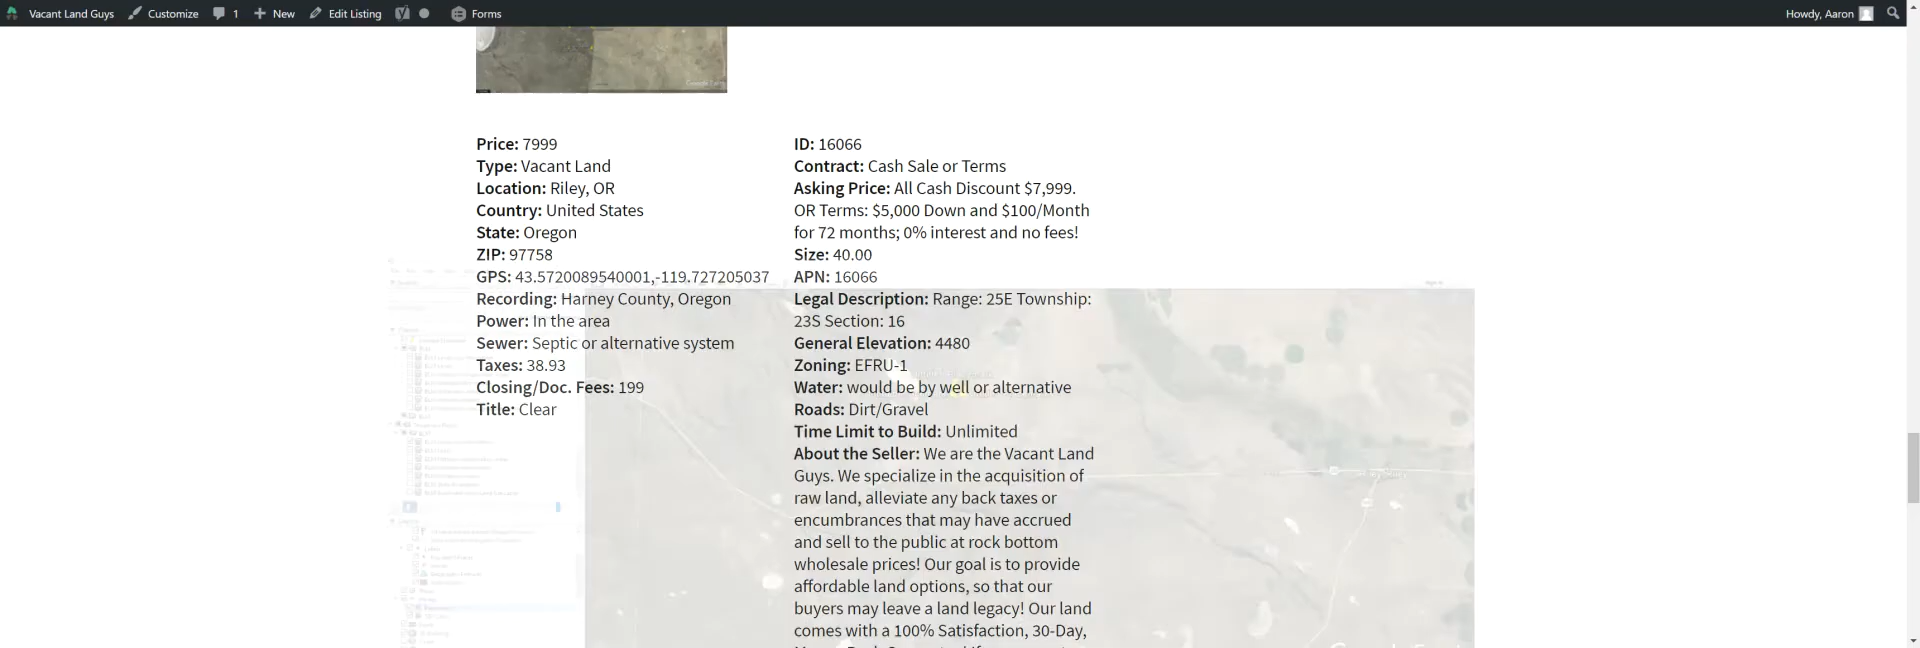 Vacant Land Guys Customize 1 New Edit Listing Forms Howdy, Aaron
Price: 7999
Type: Vacant Land
Location: Riley, OR
Country: United States
State: Oregon
ZIP: 97758
GPS: 43.5720089540001,-119.727205037
Recording: Harney County, Oregon
Power: In the area
Sewer: Septic or alternative system
Taxes: 38.93
Closing/Doc. Fees: 199
Title: Clear
ID: 16066
Contract: Cash Sale or Terms
Asking Price: All Cash Discount $7,999.
OR Terms: $5,000 Down and $100/Month
for 72 months; 0% interest and no fees!
Size: 40.00
APN: 16066
Legal Description: Range: 25E Township:
23S Section: 16
General Elevation: 4480
Zoning: EFRU-1
Water: would be by well or alternative
Roads: Dirt/Gravel
Time Limit to Build: Unlimited
About the Seller: We are the Vacant Land
Guys. We specialize in the acquisition of
raw land, alleviate any back taxes or
encumbrances that may have accrued
and sell to the public at rock bottom
wholesale prices! Our goal is to provide
affordable land options, so that our
buyers may leave a land legacy! Our land
comes with a 100% Satisfaction, 30-Day,